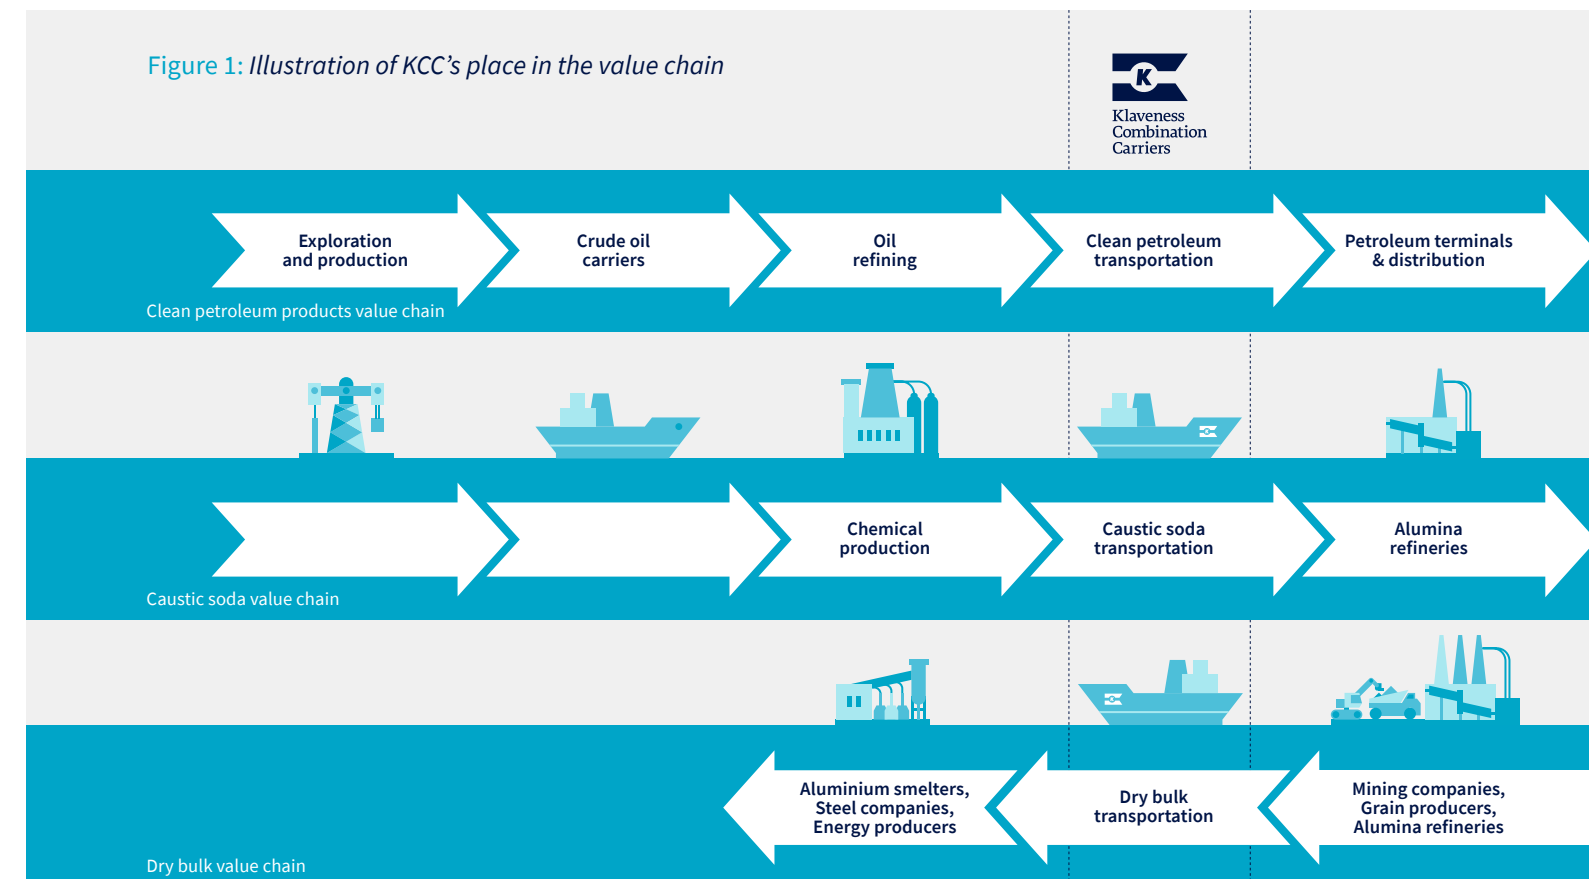 Figure 1: Illustration of KCC's place in the value chain
K
Klaveness
Combination
Carriers
Exploration
and production
Crude oil
carriers
Oil
refining
Clean petroleum
transportation
Petroleum terminals
& distribution
Clean petroleum products value chain
Chemical
production
Caustic soda
transportation
Alumina
refineries
Caustic soda value chain
Aluminium smelters,
Steel companies,
Energy producers
Dry bulk
transportation
Mining companies,
Grain producers,
Alumina refineries
Dry bulk value chain